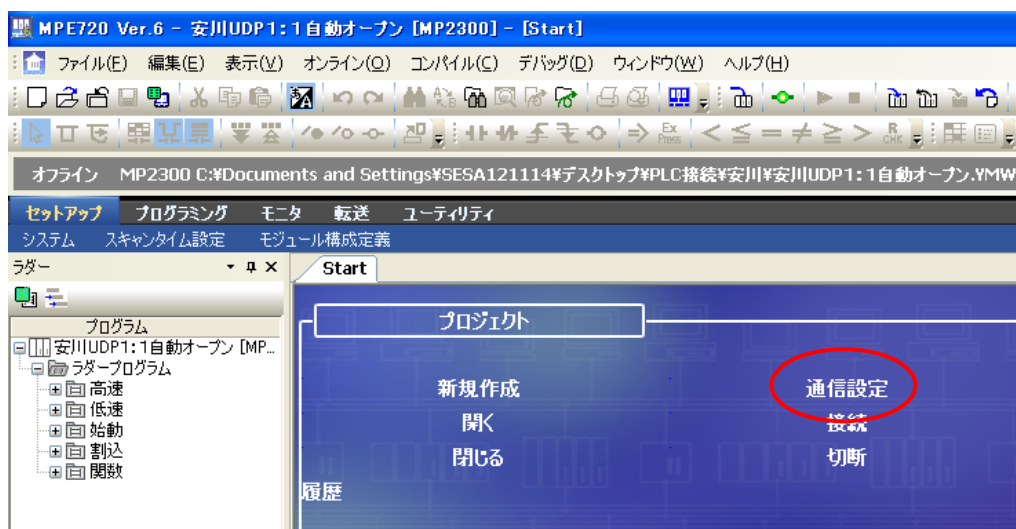 MPE720 Ver.6 - 安川UDP1:1自動オープン [MP2300] - [Start]
ファイル(F) 編集(E) 表示(V) オンライン(O) コンパイル(C) デバッグ(D) ウィンドウ(W) ヘルプ(H)
Ex Press
R CHK
オフライン MP2300 C:¥Documents and Settings¥SESA121114¥デスクトップ¥PLC接続¥安川¥安川UDP1:1自動オープン.YMW
セットアップ プログラミング モニタ 転送 ユーティリティ
システム スキャンタイム設定 モジュール構成定義
ラダー
Start
プログラム
安川UDP1:1自動オープン [MP...
ラダープログラム
高速
低速
始動
割込
関数
プロジェクト
新規作成 通信設定
開く 接続
閉じる 切断
履歴